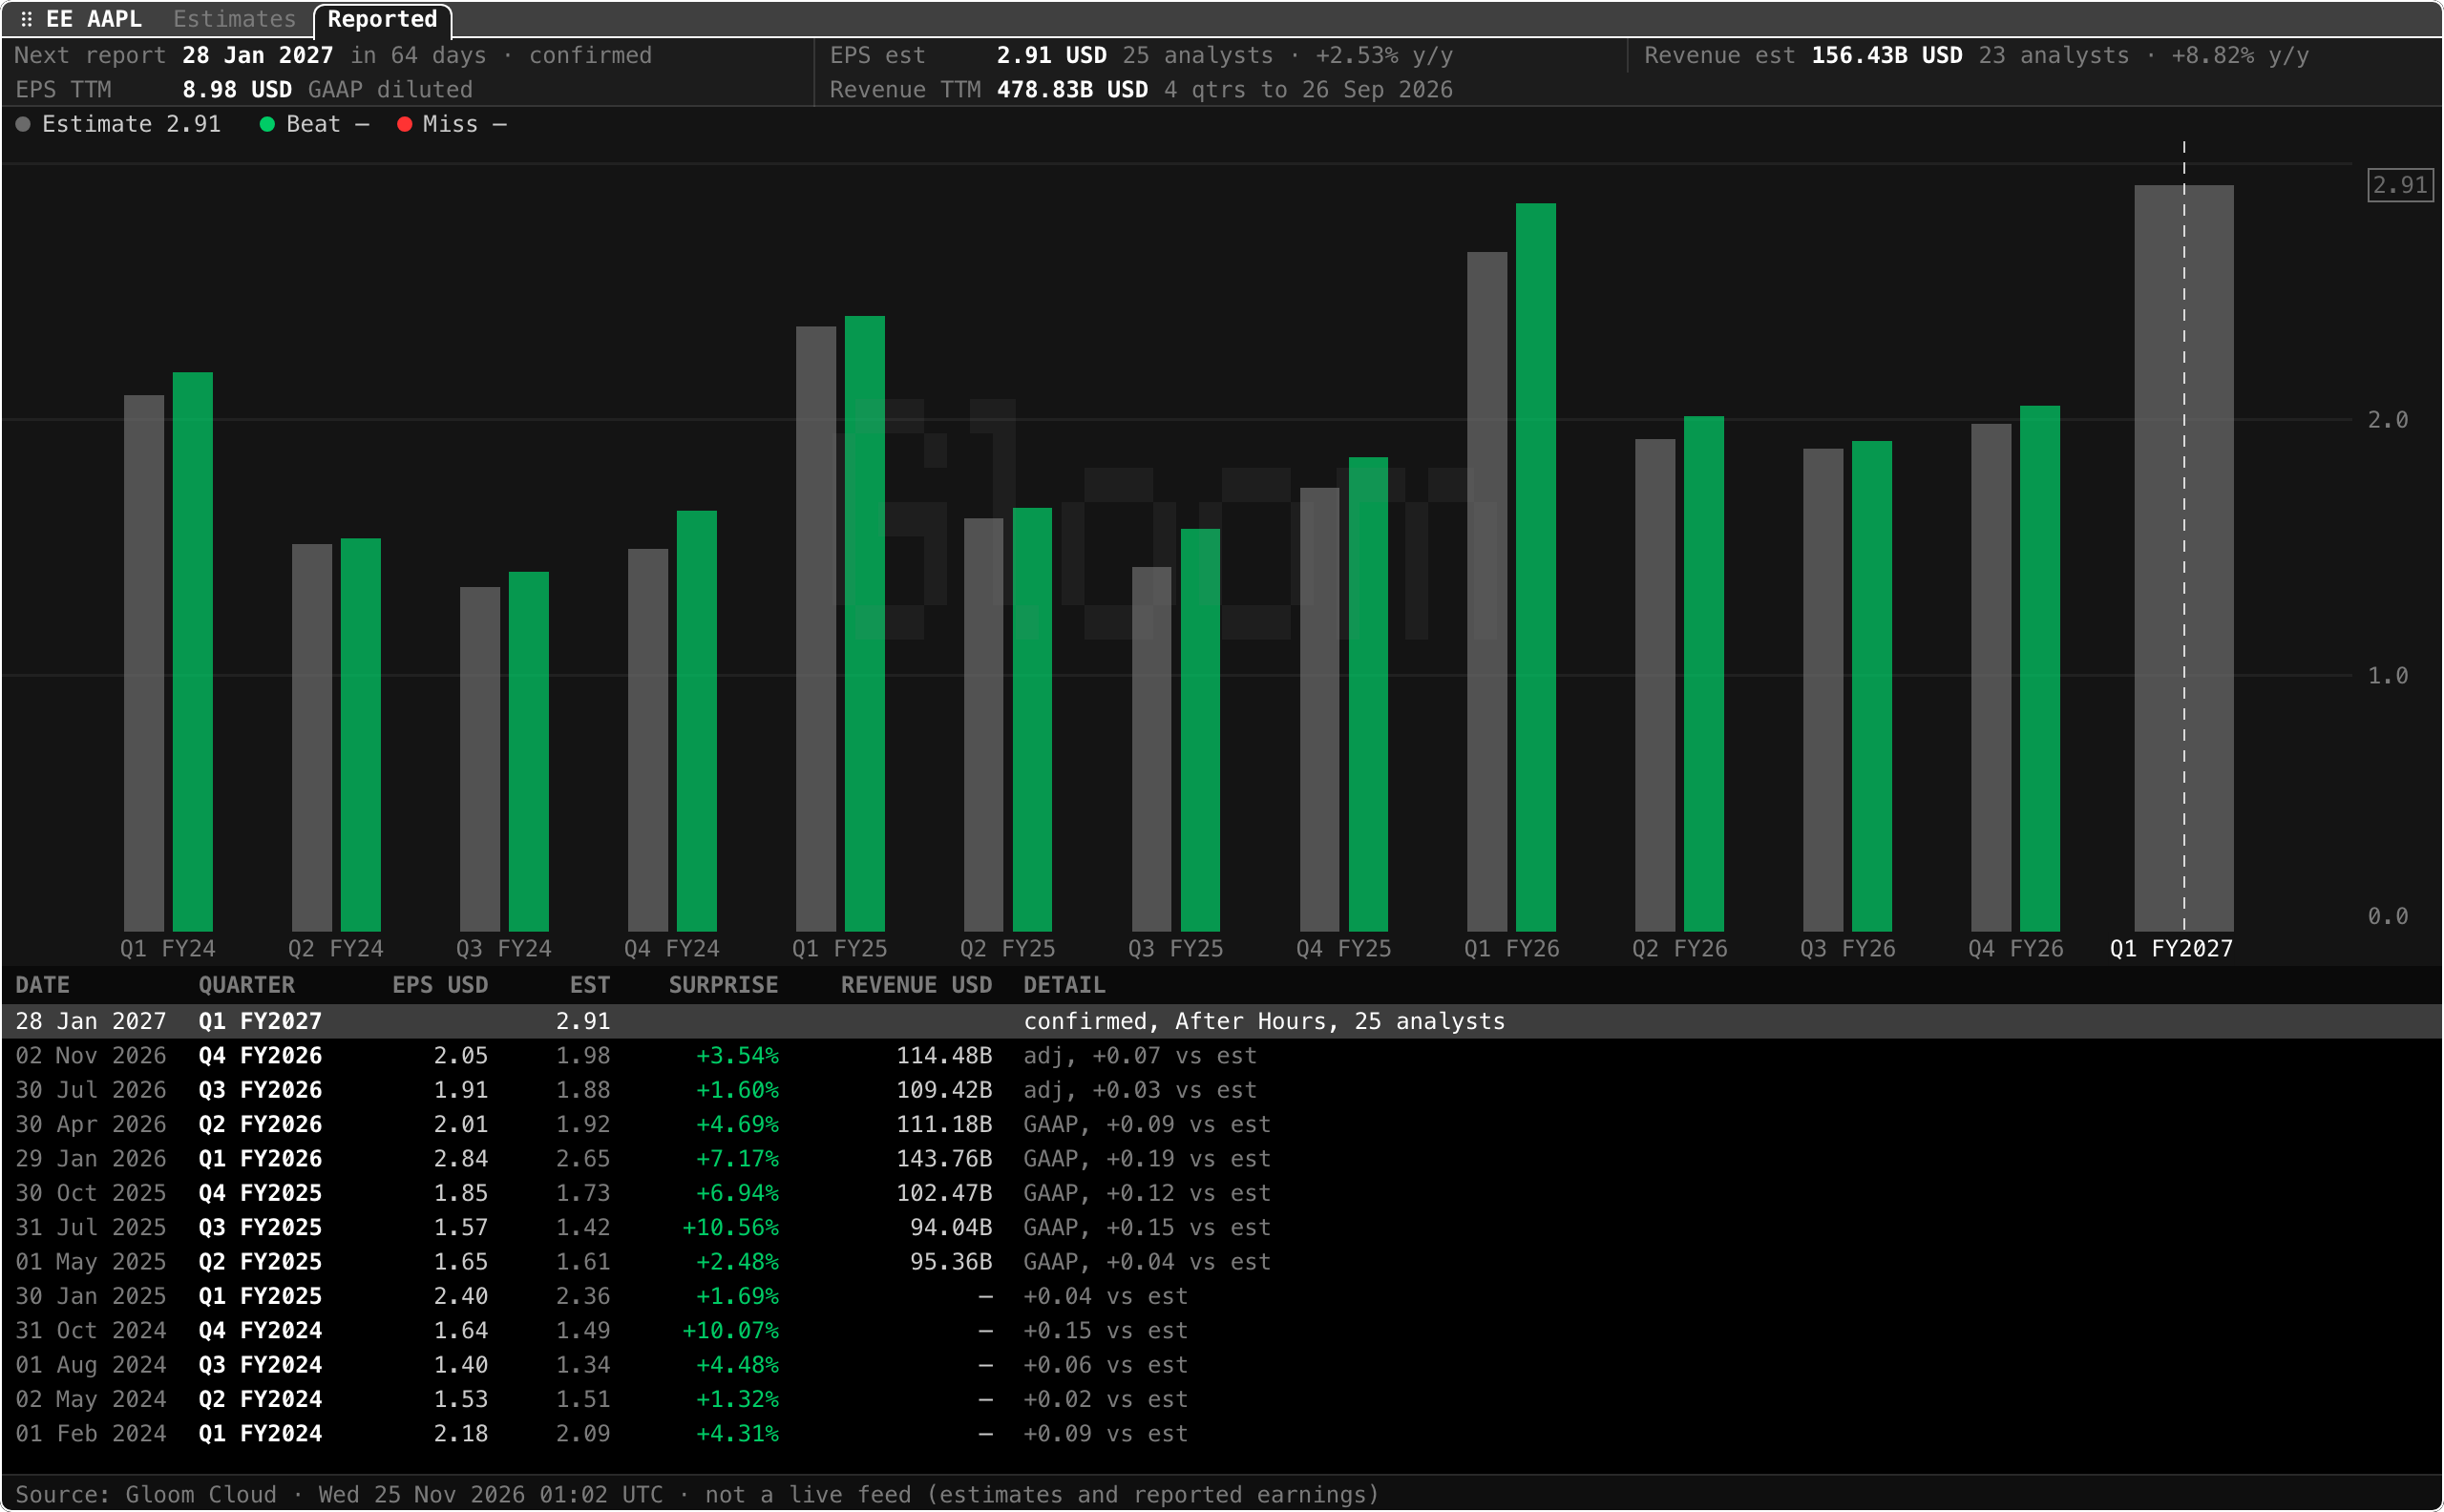 ⠿ EE AAPL Estimates Reported
Next report 28 Jan 2027 in 64 days · confirmed EPS est 2.91 USD 25 analysts · +2.53% y/y Revenue est 156.43B USD 23 analysts · +8.82% y/y
EPS TTM 8.98 USD GAAP diluted Revenue TTM 478.83B USD 4 qtrs to 26 Sep 2026
Estimate 2.91 Beat — Miss —
2.91
2.0
1.0
0.0
Gloom
Q1 FY24 Q2 FY24 Q3 FY24 Q4 FY24 Q1 FY25 Q2 FY25 Q3 FY25 Q4 FY25 Q1 FY26 Q2 FY26 Q3 FY26 Q4 FY26 Q1 FY2027
DATE QUARTER EPS USD EST SURPRISE REVENUE USD DETAIL
28 Jan 2027 Q1 FY2027 2.91 confirmed, After Hours, 25 analysts
02 Nov 2026 Q4 FY2026 2.05 1.98 +3.54% 114.48B adj, +0.07 vs est
30 Jul 2026 Q3 FY2026 1.91 1.88 +1.60% 109.42B adj, +0.03 vs est
30 Apr 2026 Q2 FY2026 2.01 1.92 +4.69% 111.18B GAAP, +0.09 vs est
29 Jan 2026 Q1 FY2026 2.84 2.65 +7.17% 143.76B GAAP, +0.19 vs est
30 Oct 2025 Q4 FY2025 1.85 1.73 +6.94% 102.47B GAAP, +0.12 vs est
31 Jul 2025 Q3 FY2025 1.57 1.42 +10.56% 94.04B GAAP, +0.15 vs est
01 May 2025 Q2 FY2025 1.65 1.61 +2.48% 95.36B GAAP, +0.04 vs est
30 Jan 2025 Q1 FY2025 2.40 2.36 +1.69% — +0.04 vs est
31 Oct 2024 Q4 FY2024 1.64 1.49 +10.07% — +0.15 vs est
01 Aug 2024 Q3 FY2024 1.40 1.34 +4.48% — +0.06 vs est
02 May 2024 Q2 FY2024 1.53 1.51 +1.32% — +0.02 vs est
01 Feb 2024 Q1 FY2024 2.18 2.09 +4.31% — +0.09 vs est
Source: Gloom Cloud · Wed 25 Nov 2026 01:02 UTC · not a live feed (estimates and reported earnings)